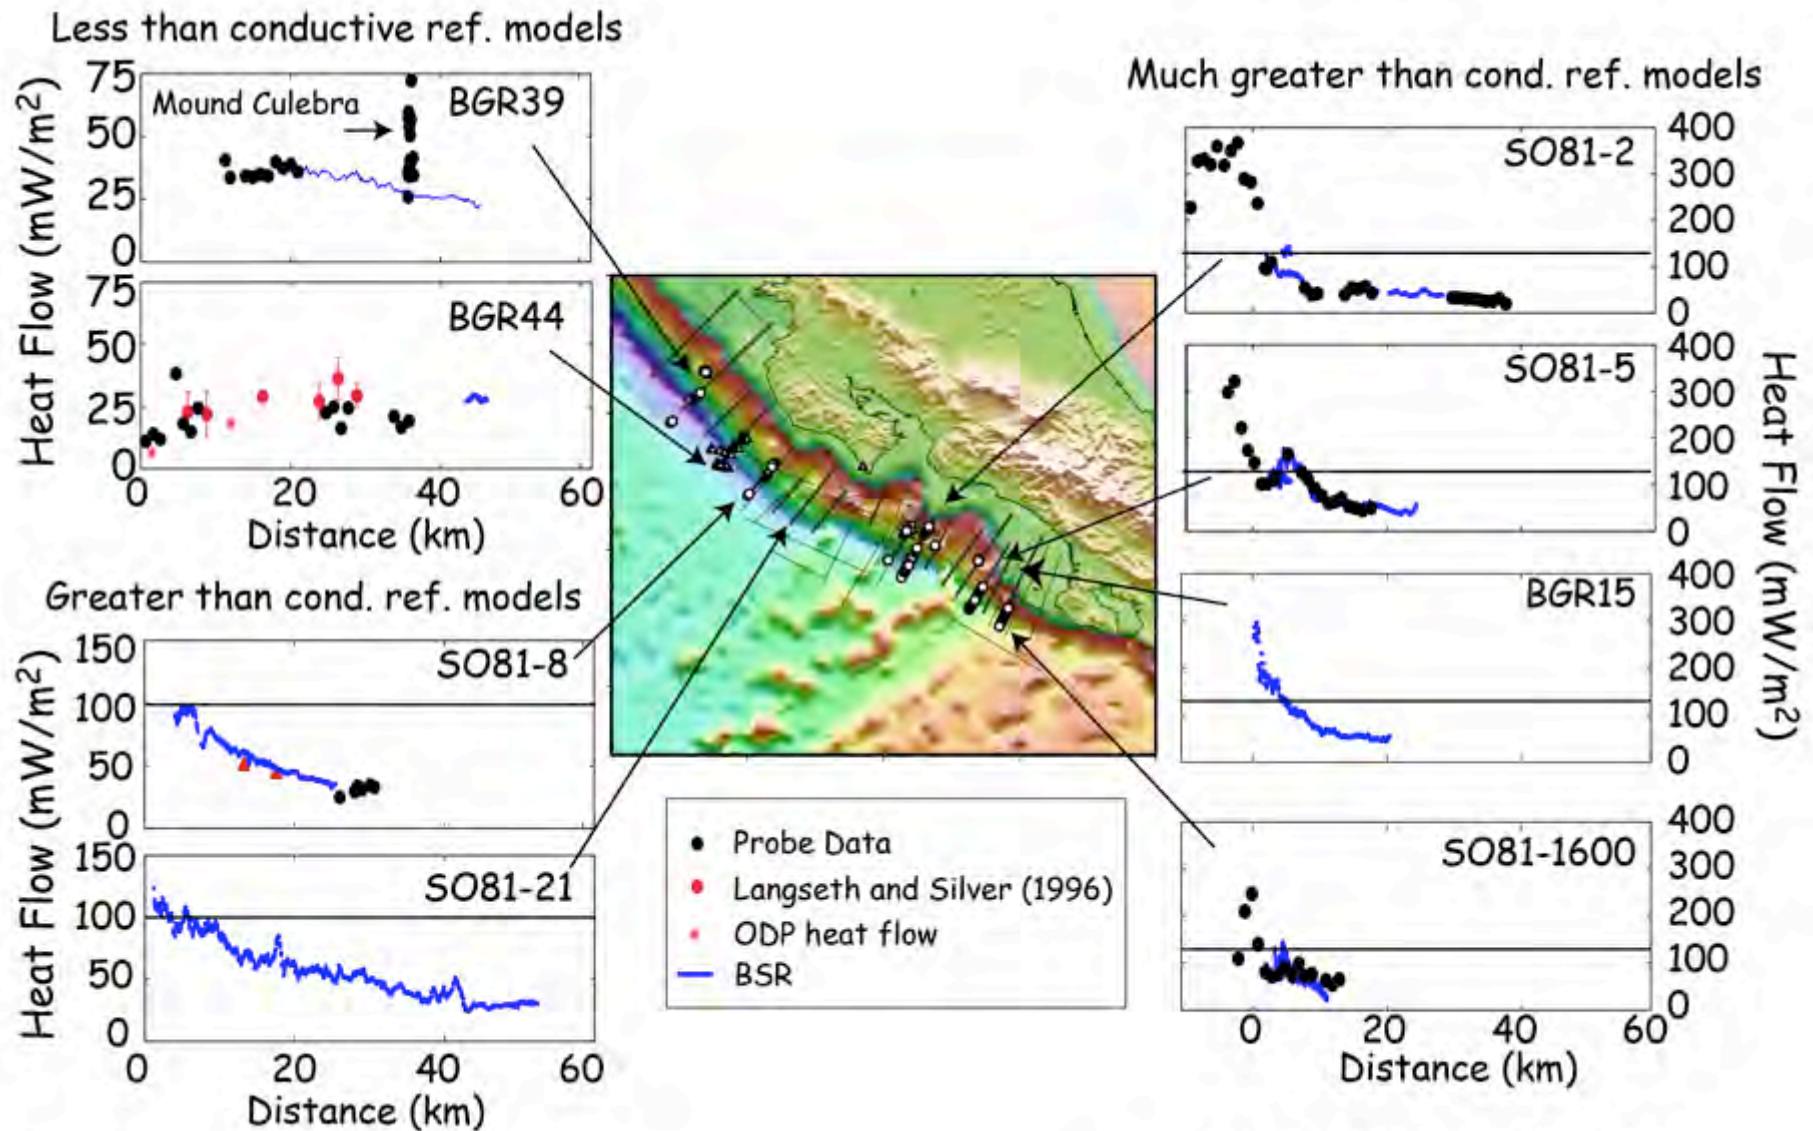 Less than conductive ref. models
75
50
25
0
Mound Culebra
BGR39
75
50
25
0
BGR44
Heat Flow (mW/m²)
0 20 40 60
Distance (km)
Greater than cond. ref. models
150
100
50
0
SO81-8
150
100
50
0
SO81-21
Heat Flow (mW/m²)
0 20 40 60
Distance (km)
Probe Data
Langseth and Silver (1996)
ODP heat flow
BSR
Much greater than cond. ref. models
SO81-2
400
300
200
100
0
SO81-5
400
300
200
100
0
BGR15
400
300
200
100
0
SO81-1600
400
300
200
100
0
Heat Flow (mW/m²)
0 20 40 60
Distance (km)